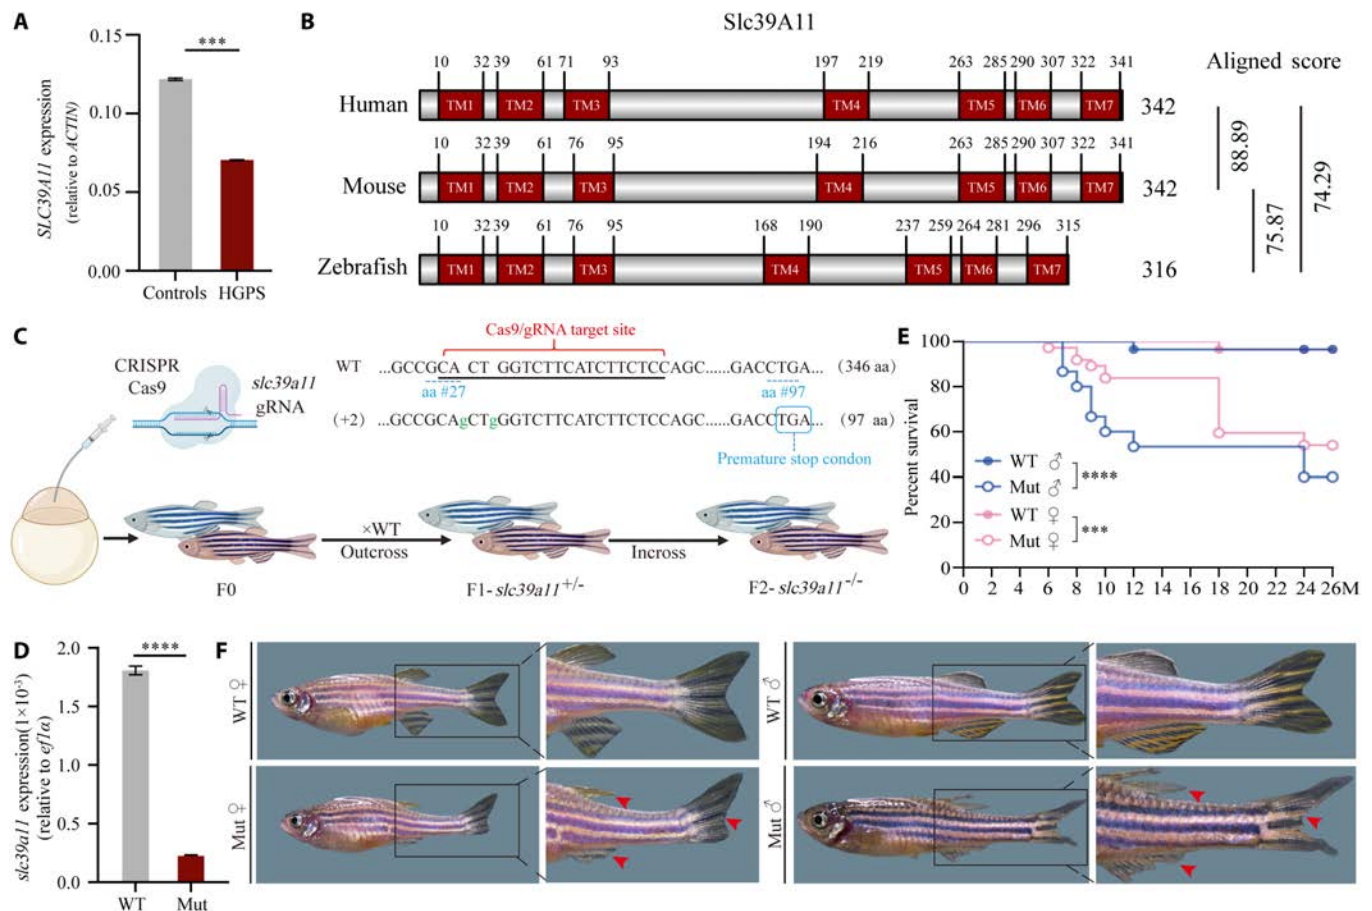 A
0.15
***
0.10
0.05
0.00
SLC39A11 expression
(relative to ACTIN)
Controls HGPS
B
Slc39A11
10 32 39 61 71 93 197 219 263 285 290 307 322 341
Human TM1 TM2 TM3 TM4 TM5 TM6 TM7 342
10 32 39 61 76 95 194 216 263 285 290 307 322 341
Mouse TM1 TM2 TM3 TM4 TM5 TM6 TM7 342
10 32 39 61 76 95 168 190 237 259 264 281 296 315
Zebrafish TM1 TM2 TM3 TM4 TM5 TM6 TM7 316
Aligned score
88.89
75.87
74.29
C
CRISPR
Cas9
slc39a11
gRNA
Cas9/gRNA target site
WT ...GCCGCA CT GGTCTTCATCTTCTCCAGC......GACCTGA... (346 aa)
aa #27 aa #97
(+2) ...GCCGCAgCTgGGTCTTCATCTTCTCCAGC......GACCTGA... (97 aa)
Premature stop condon
×WT
Outcross
Incross
F0
F1- slc39a11+/-
F2- slc39a11-/-
E
100
80
60
40
20
0
Percent survival
WT ♂
Mut ♂
****
WT ♀
Mut ♀
***
0 2 4 6 8 10 12 14 16 18 20 22 24 26M
D
2.0
****
1.5
1.0
0.5
0.0
slc39a11 expression(1×10-3)
(relative to ef1α)
WT Mut
F
WT ♀
WT ♂
Mut ♀
Mut ♂